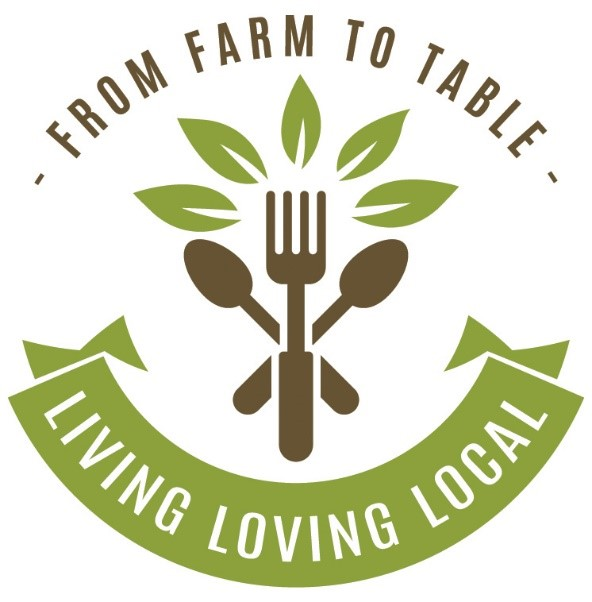 - FROM FARM TO TABLE -
LIVING LOVING LOCAL